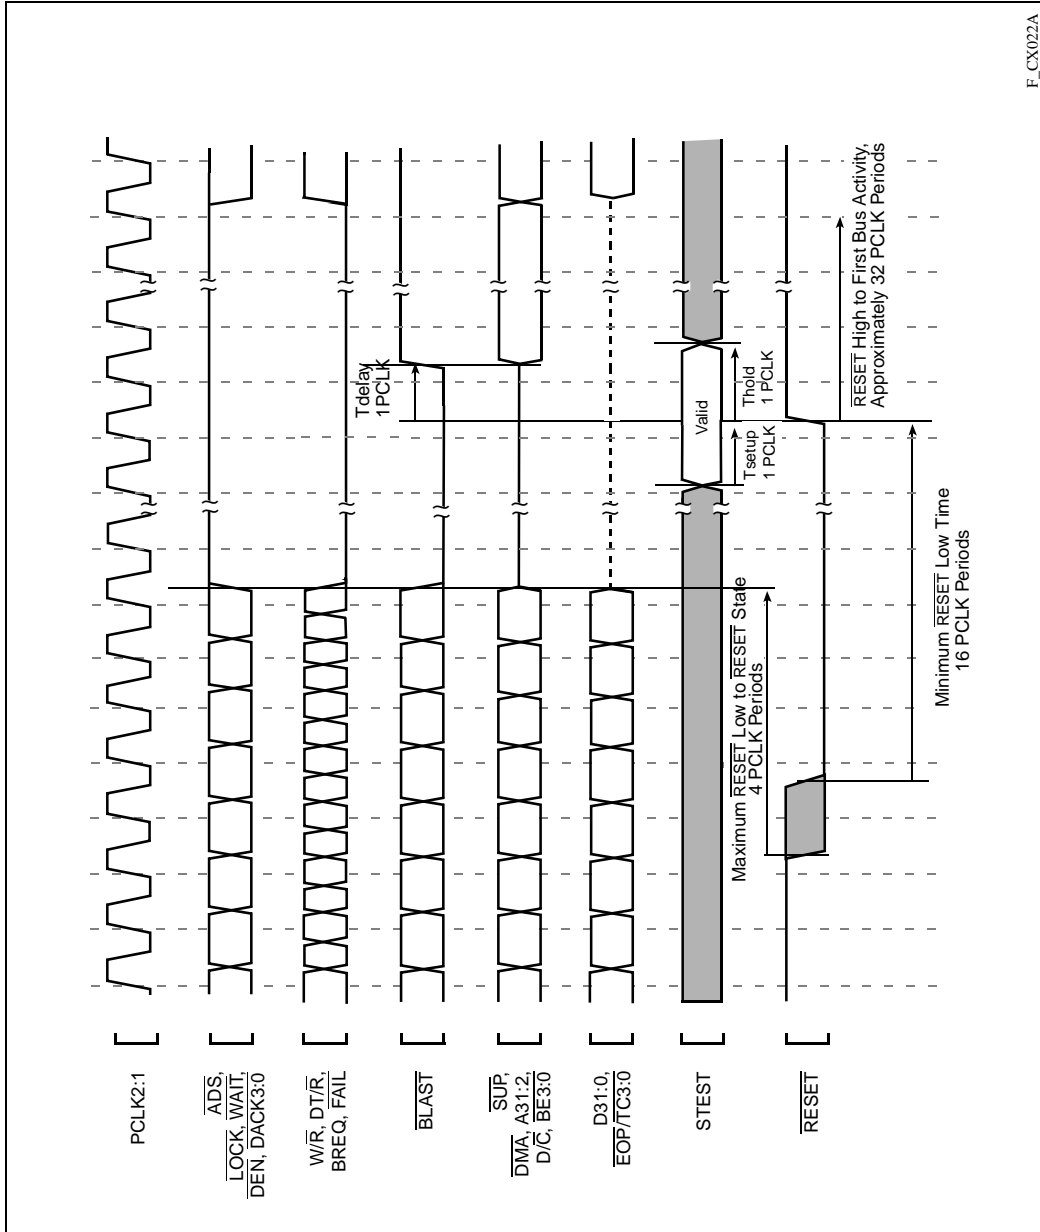 PCLK2:1
ADS,
LOCK, WAIT,
DEN, DACK3:0
W/R, DT/R,
BREQ, FAIL
BLAST
SUP,
DMA, A31:2,
D/C, BE3:0
D31:0,
EOP/TC3:0
STEST
RESET
Tdelay
1PCLK
Valid
Tsetup
1 PCLK
Thold
1 PCLK
Maximum RESET Low to RESET State
4 PCLK Periods
RESET High to First Bus Activity,
Approximately 32 PCLK Periods
Minimum RESET Low Time
16 PCLK Periods
F_CX022A